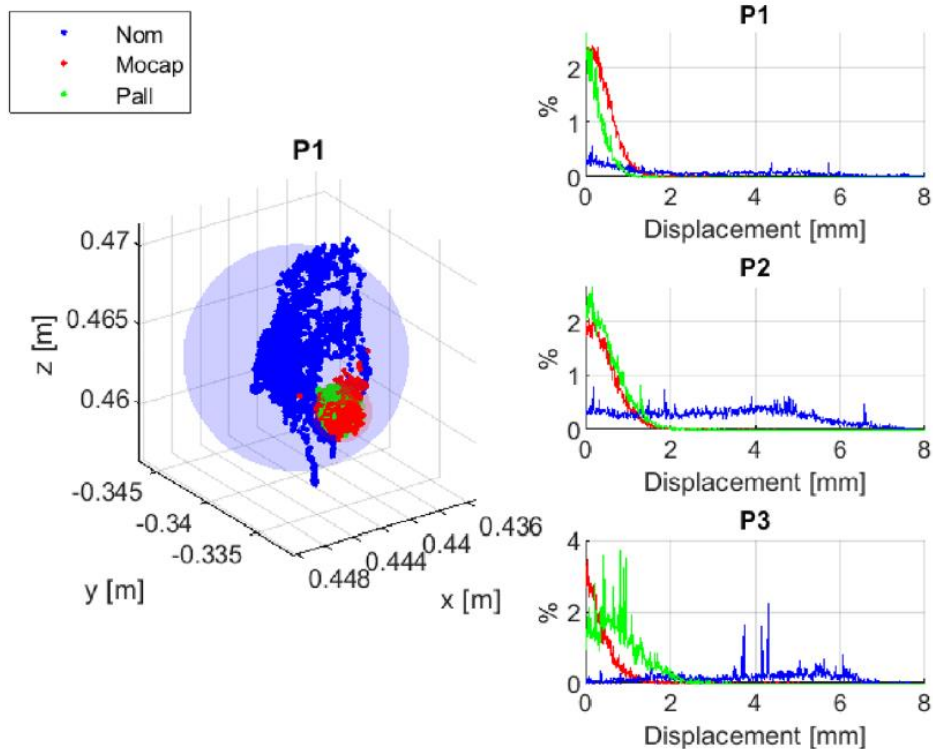 Nom
Mocap
Pall
P1
0.47
0.465
0.46
z [m]
-0.345
-0.34
-0.335
y [m]
0.448
0.444
0.44
0.436
x [m]
P1
2
1
0
%
0 2 4 6 8
Displacement [mm]
P2
2
1
0
%
0 2 4 6 8
Displacement [mm]
P3
4
2
0
%
0 2 4 6 8
Displacement [mm]